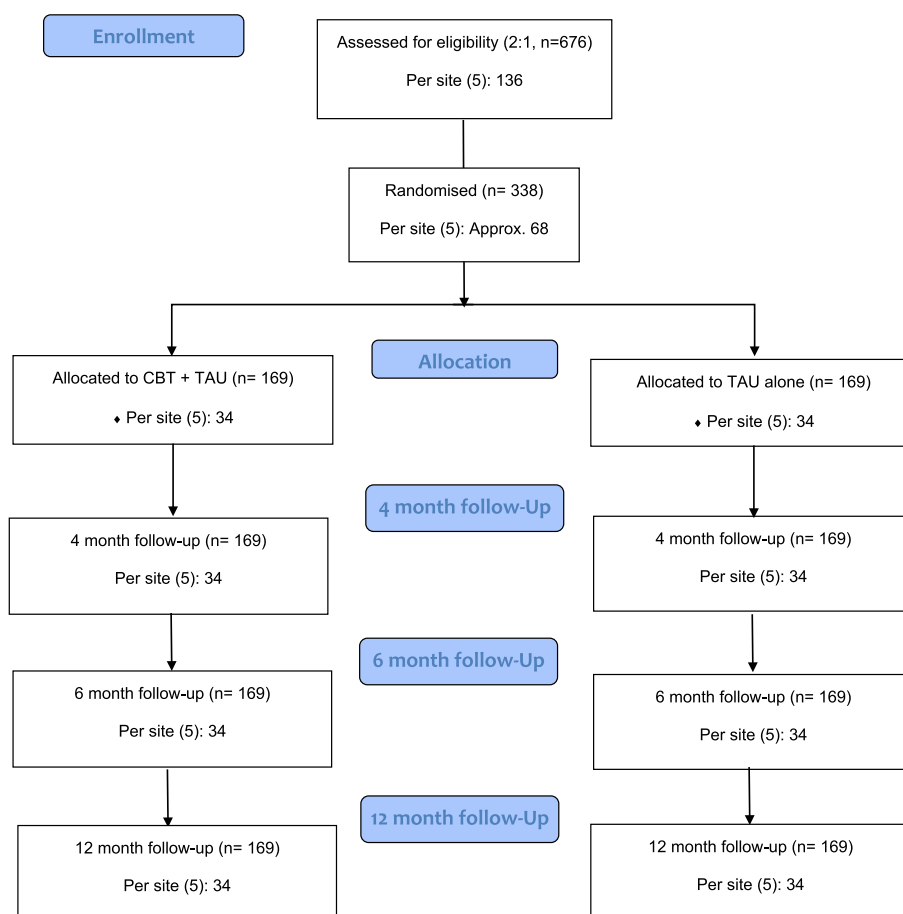 Enrollment
Assessed for eligibility (2:1, n=676)
Per site (5): 136
Randomised (n= 338)
Per site (5): Approx. 68
Allocation
Allocated to CBT + TAU (n= 169)
♦ Per site (5): 34
Allocated to TAU alone (n= 169)
♦ Per site (5): 34
4 month follow-Up
4 month follow-up (n= 169)
Per site (5): 34
4 month follow-up (n= 169)
Per site (5): 34
6 month follow-Up
6 month follow-up (n= 169)
Per site (5): 34
6 month follow-up (n= 169)
Per site (5): 34
12 month follow-Up
12 month follow-up (n= 169)
Per site (5): 34
12 month follow-up (n= 169)
Per site (5): 34